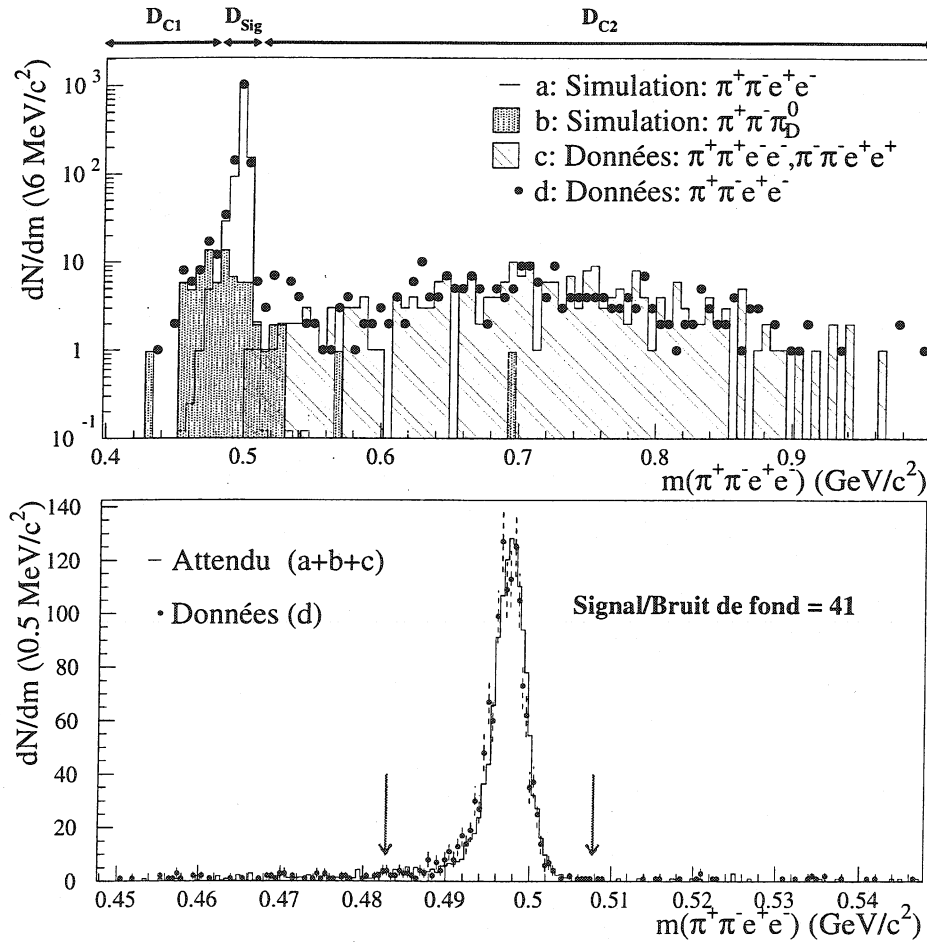 D_C1 D_Sig D_C2
dN/dm (\6 MeV/c²)
10³
10²
10
1
10⁻¹
— a: Simulation: π⁺π⁻e⁺e⁻
b: Simulation: π⁺π⁻π⁰_D
c: Données: π⁺π⁺e⁻e⁻,π⁻π⁻e⁺e⁺
• d: Données: π⁺π⁻e⁺e⁻
0.4 0.5 0.6 0.7 0.8 0.9
m(π⁺π⁻e⁺e⁻) (GeV/c²)
dN/dm (\0.5 MeV/c²)
140
120
100
80
60
40
20
0
– Attendu (a+b+c)
• Données (d)
Signal/Bruit de fond = 41
0.45 0.46 0.47 0.48 0.49 0.5 0.51 0.52 0.53 0.54
m(π⁺π⁻e⁺e⁻) (GeV/c²)